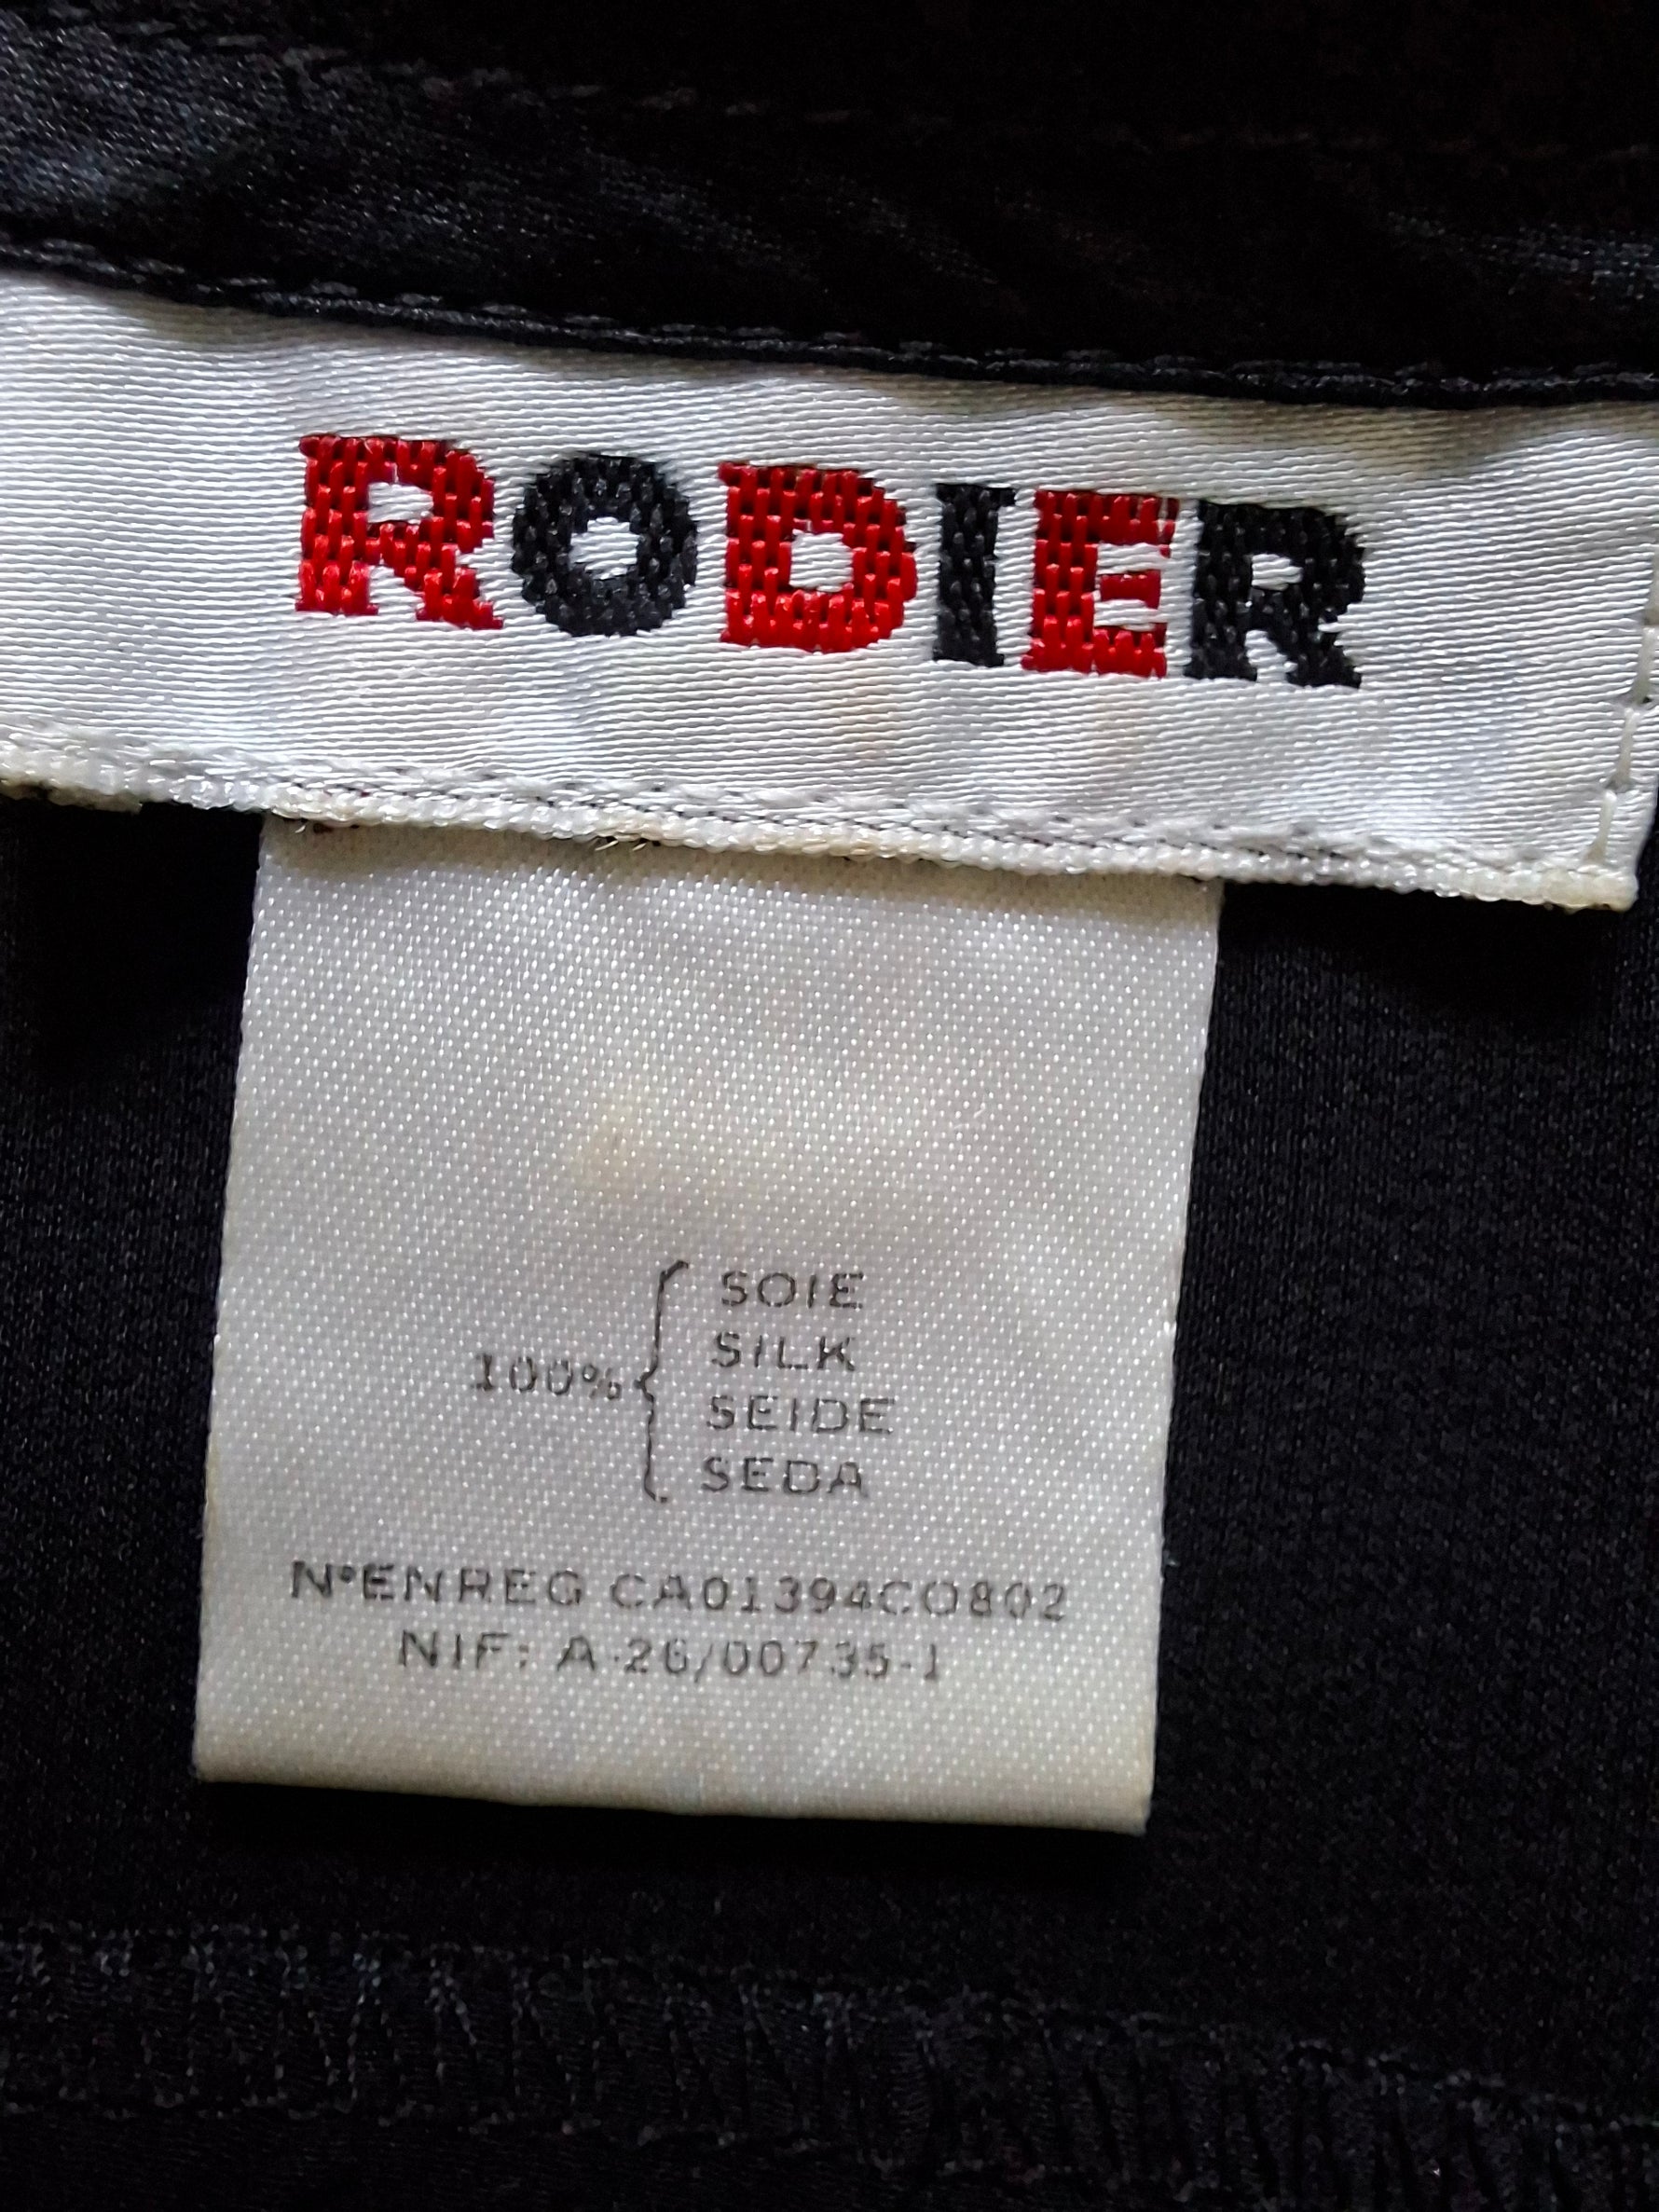 RODIER
100% { SOIE
SILK
SEIDE
SEDA
N°ENREG CA01394CO802
NIF: A·26/00735-1